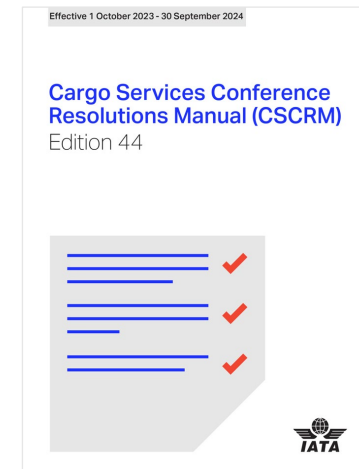 Effective 1 October 2023 - 30 September 2024
Cargo Services Conference
Resolutions Manual (CSCRM)
Edition 44
IATA